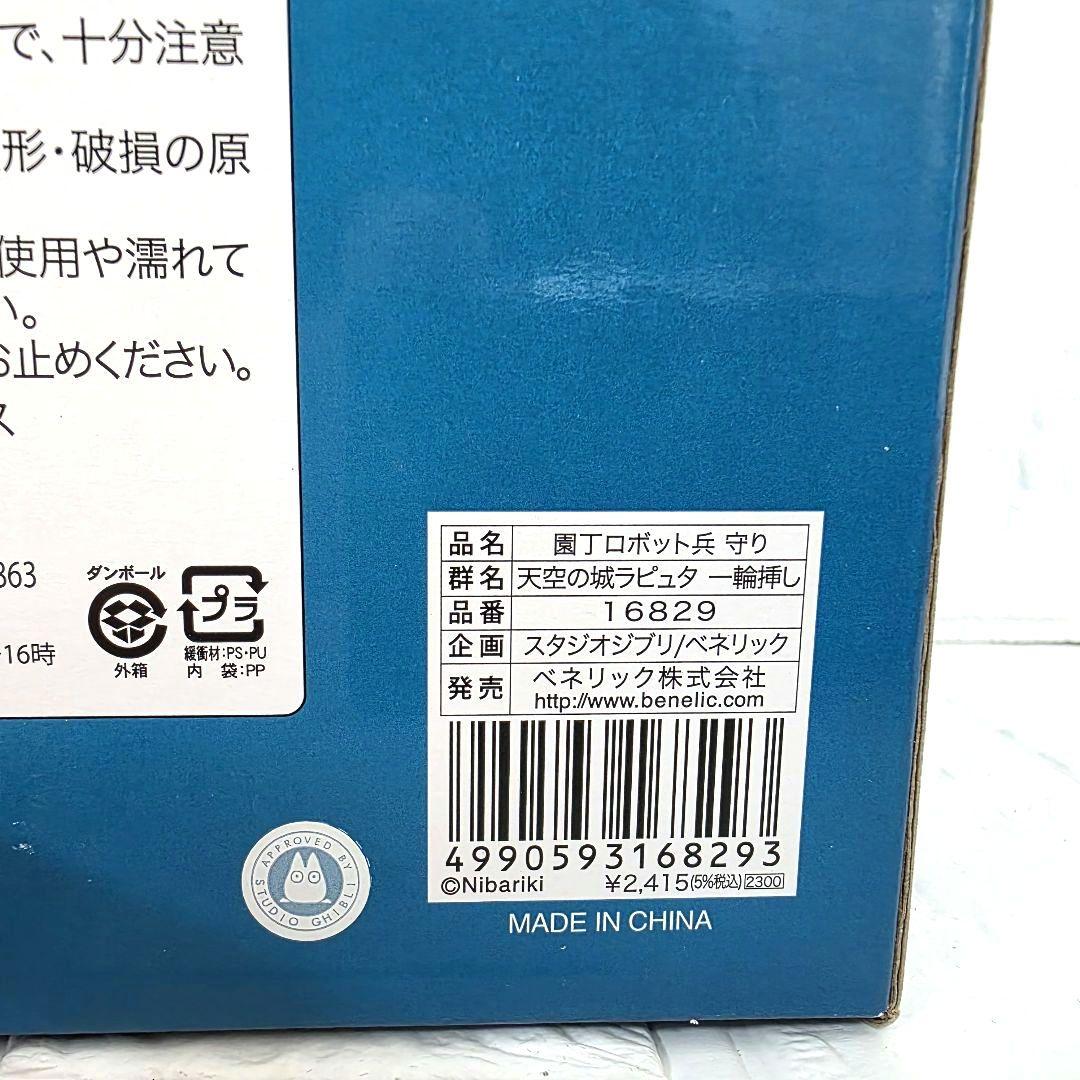 で、十分注意
形・破損の原
使用や濡れて
い。
お止めください。
ス
863
16時
ダンボール
外箱
プラ
緩衝材:PS・PU
内 袋:PP
品名 園丁ロボット兵 守り
群名 天空の城ラピュタ 一輪挿し
品番 16829
企画 スタジオジブリ/ベネリック
発売 ベネリック株式会社
http://www.benelic.com
4990593168293
©Nibariki ¥2,415(5%税込) 2300
APPROVED BY
STUDIO GHIBLI
MADE IN CHINA